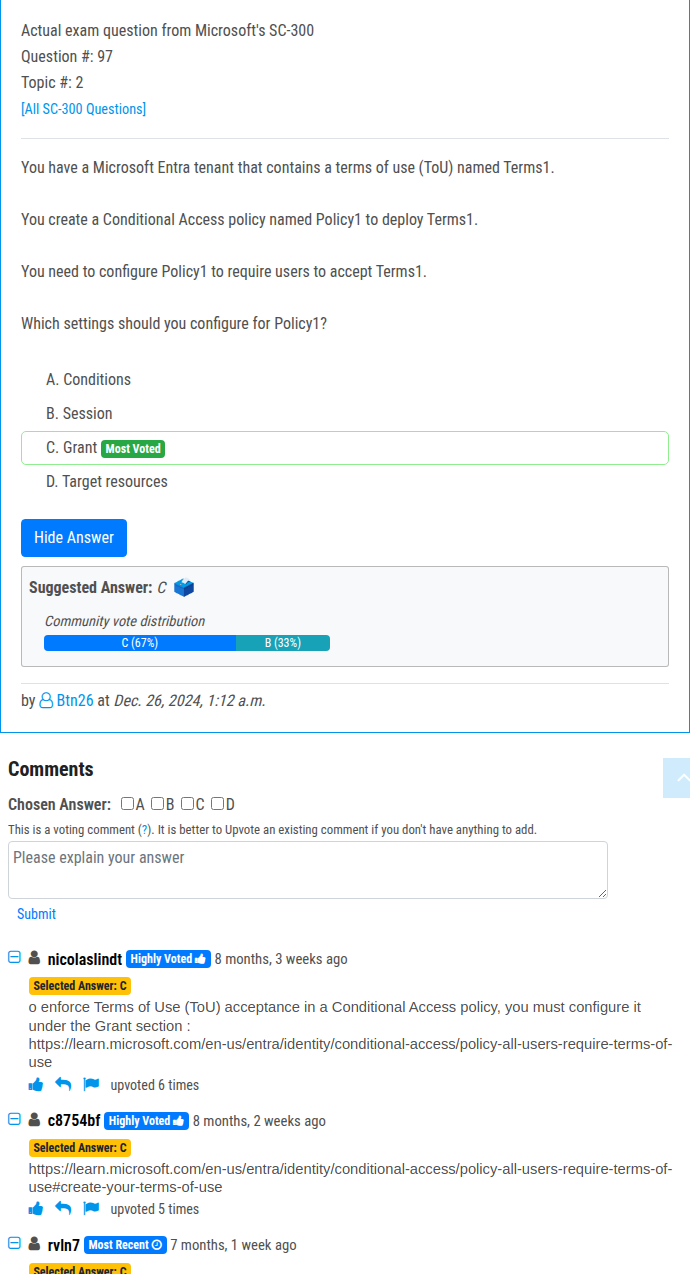 Actual exam question from Microsoft's SC-300
Question #: 97
Topic #: 2
[All SC-300 Questions]
You have a Microsoft Entra tenant that contains a terms of use (ToU) named Terms1.
You create a Conditional Access policy named Policy1 to deploy Terms1.
You need to configure Policy1 to require users to accept Terms1.
Which settings should you configure for Policy1?
A. Conditions
B. Session
C. Grant Most Voted
D. Target resources
Hide Answer
Suggested Answer: C
Community vote distribution
C (67%) B (33%)
by Btn26 at Dec. 26, 2024, 1:12 a.m.
Comments
Chosen Answer: A B C D
This is a voting comment (?). It is better to Upvote an existing comment if you don't have anything to add.
Please explain your answer
Submit
nicolaslindt Highly Voted 8 months, 3 weeks ago
Selected Answer: C
o enforce Terms of Use (ToU) acceptance in a Conditional Access policy, you must configure it
under the Grant section :
https://learn.microsoft.com/en-us/entra/identity/conditional-access/policy-all-users-require-terms-of-
use
upvoted 6 times
c8754bf Highly Voted 8 months, 2 weeks ago
Selected Answer: C
https://learn.microsoft.com/en-us/entra/identity/conditional-access/policy-all-users-require-terms-of-
use#create-your-terms-of-use
upvoted 5 times
rvln7 Most Recent 7 months, 1 week ago
Selected Answer: C